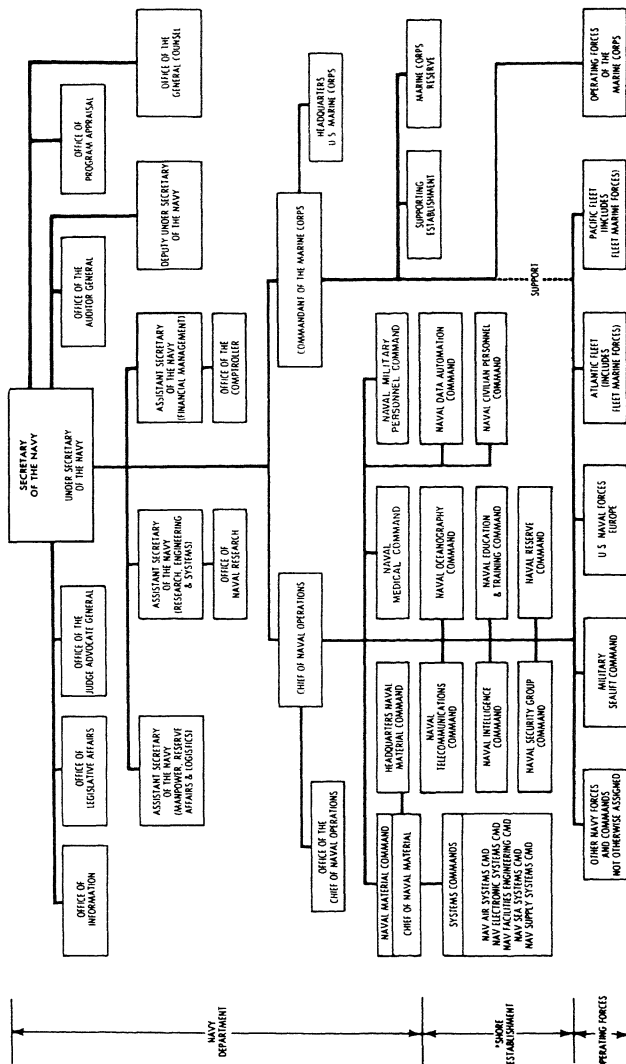 SECRETARY
OF THE NAVY
UNDER SECRETARY
OF THE NAVY
OFFICE OF
INFORMATION
OFFICE OF
LEGISLATIVE AFFAIRS
OFFICE OF THE
JUDGE ADVOCATE GENERAL
OFFICE OF THE
AUDITOR GENERAL
OFFICE OF
PROGRAM APPRAISAL
DEPUTY UNDER SECRETARY
OF THE NAVY
OFFICE OF THE
GENERAL COUNSEL
ASSISTANT SECRETARY
OF THE NAVY
(MANPOWER, RESERVE
AFFAIRS & LOGISTICS)
ASSISTANT SECRETARY
OF THE NAVY
(RESEARCH, ENGINEERING
& SYSTEMS)
OFFICE OF
NAVAL RESEARCH
ASSISTANT SECRETARY
OF THE NAVY
(FINANCIAL MANAGEMENT)
OFFICE OF THE
COMPTROLLER
NAVY
DEPARTMENT
CHIEF OF NAVAL OPERATIONS
OFFICE OF THE
CHIEF OF NAVAL OPERATIONS
COMMANDANT OF THE MARINE CORPS
HEADQUARTERS
U S MARINE CORPS
NAVAL MATERIAL COMMAND
CHIEF OF NAVAL MATERIAL
HEADQUARTERS NAVAL
MATERIAL COMMAND
NAVAL
MEDICAL COMMAND
NAVAL MILITARY
PERSONNEL COMMAND
SUPPORTING
ESTABLISHMENT
MARINE CORPS
RESERVE
*SHORE
ESTABLISHMENT
SYSTEMS COMMANDS
NAV AIR SYSTEMS CMD
NAV ELECTRONIC SYSTEMS CMD
NAV FACILITIES ENGINEERING CMD
NAV SEA SYSTEMS CMD
NAV SUPPLY SYSTEMS CMD
NAVAL
TELECOMMUNICATIONS
COMMAND
NAVAL OCEANOGRAPHY
COMMAND
NAVAL DATA AUTOMATION
COMMAND
NAVAL INTELLIGENCE
COMMAND
NAVAL EDUCATION
& TRAINING COMMAND
NAVAL CIVILIAN PERSONNEL
COMMAND
NAVAL SECURITY GROUP
COMMAND
NAVAL RESERVE
COMMAND
SUPPORT
OPERATING FORCES
OTHER NAVY FORCES
AND COMMANDS
NOT OTHERWISE ASSIGNED
MILITARY
SEALIFT COMMAND
U S NAVAL FORCES
EUROPE
ATLANTIC FLEET
(INCLUDES
FLEET MARINE FORCES)
PACIFIC FLEET
(INCLUDES
FLEET MARINE FORCES)
OPERATING FORCES
OF THE
MARINE CORPS